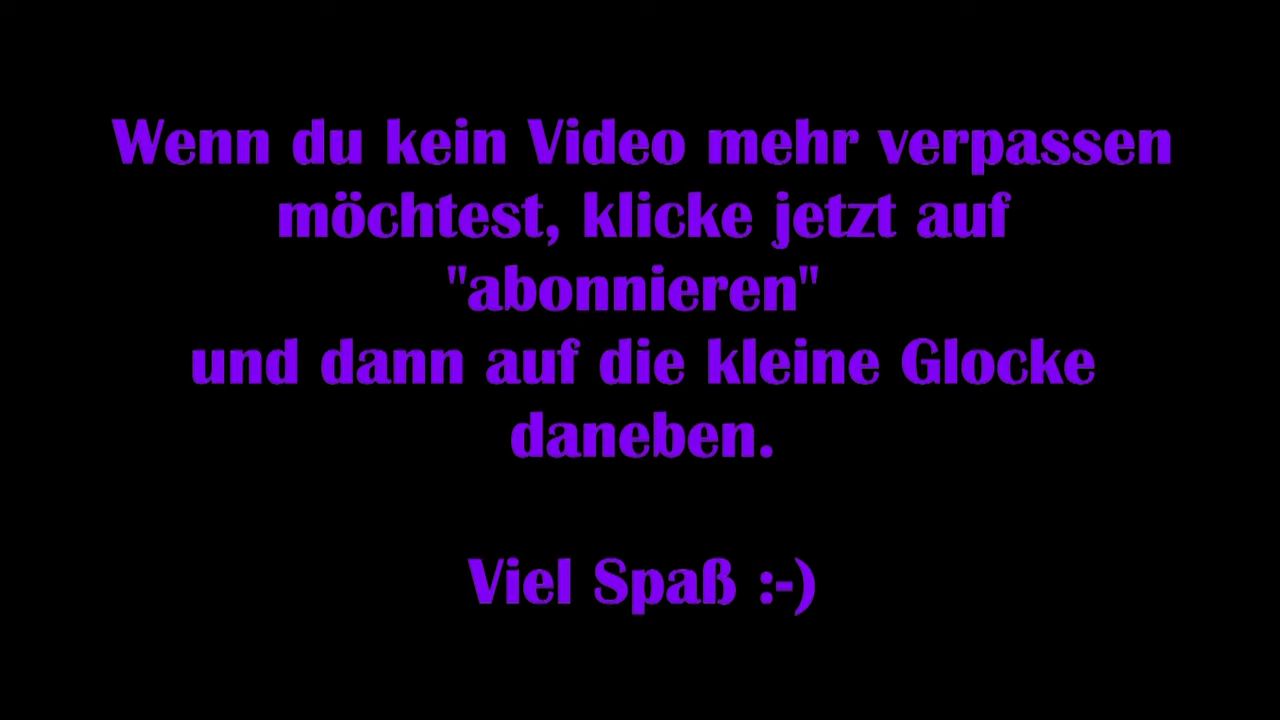 Wenn du kein Video mehr verpassen
möchtest, klicke jetzt auf
"abonnieren"
und dann auf die kleine Glocke
daneben.
Viel Spaß :-)